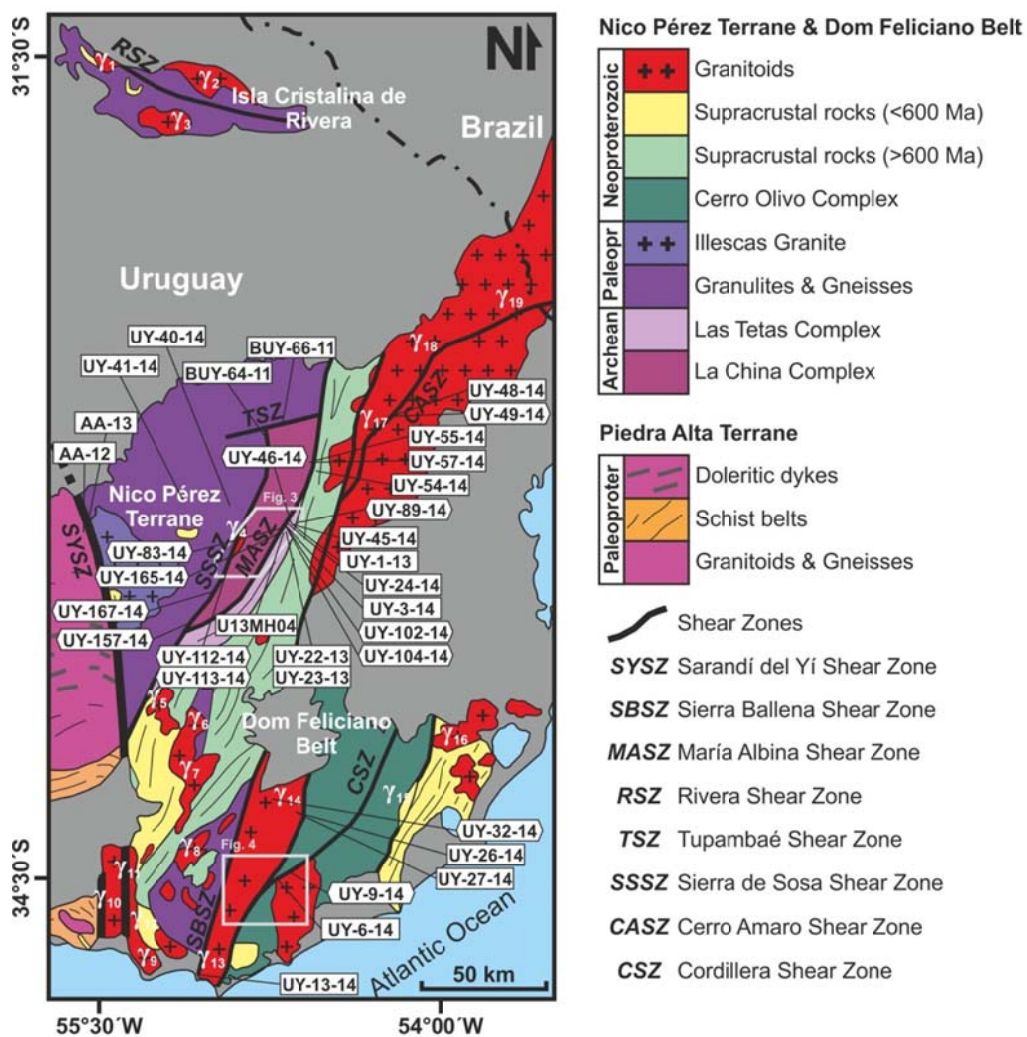 31°30´S
34°30´S
55°30´W
54°00´W
N
RSZ
γ1
γ2
γ3
Isla Cristalina de
Rivera
Brazil
Uruguay
γ19
γ18
γ17
CASZ
UY-40-14
UY-41-14
BUY-66-11
BUY-64-11
TSZ
AA-13
AA-12
UY-46-14
UY-48-14
UY-49-14
UY-55-14
UY-57-14
UY-54-14
UY-89-14
UY-45-14
UY-1-13
UY-24-14
UY-3-14
UY-102-14
UY-104-14
Nico Pérez
Terrane
Fig. 3
γ4
SYSZ
SSSZ
MASZ
UY-83-14
UY-165-14
UY-167-14
UY-157-14
U13MH04
UY-112-14
UY-113-14
UY-22-13
UY-23-13
γ5
γ6
γ7
Dom Feliciano
Belt
CSZ
γ16
γ14
γ8
Fig. 4
UY-32-14
UY-26-14
UY-27-14
UY-9-14
UY-6-14
γ10
γ9
SBSZ
γ13
UY-13-14
Atlantic Ocean
50 km
Nico Pérez Terrane & Dom Feliciano Belt
Neoproterozoic
Granitoids
Supracrustal rocks (<600 Ma)
Supracrustal rocks (>600 Ma)
Cerro Olivo Complex
Paleopr
Illescas Granite
Granulites & Gneisses
Archean
Las Tetas Complex
La China Complex
Piedra Alta Terrane
Paleoproter
Doleritic dykes
Schist belts
Granitoids & Gneisses
Shear Zones
SYSZ Sarandí del Yí Shear Zone
SBSZ Sierra Ballena Shear Zone
MASZ María Albina Shear Zone
RSZ Rivera Shear Zone
TSZ Tupambaé Shear Zone
SSSZ Sierra de Sosa Shear Zone
CASZ Cerro Amaro Shear Zone
CSZ Cordillera Shear Zone